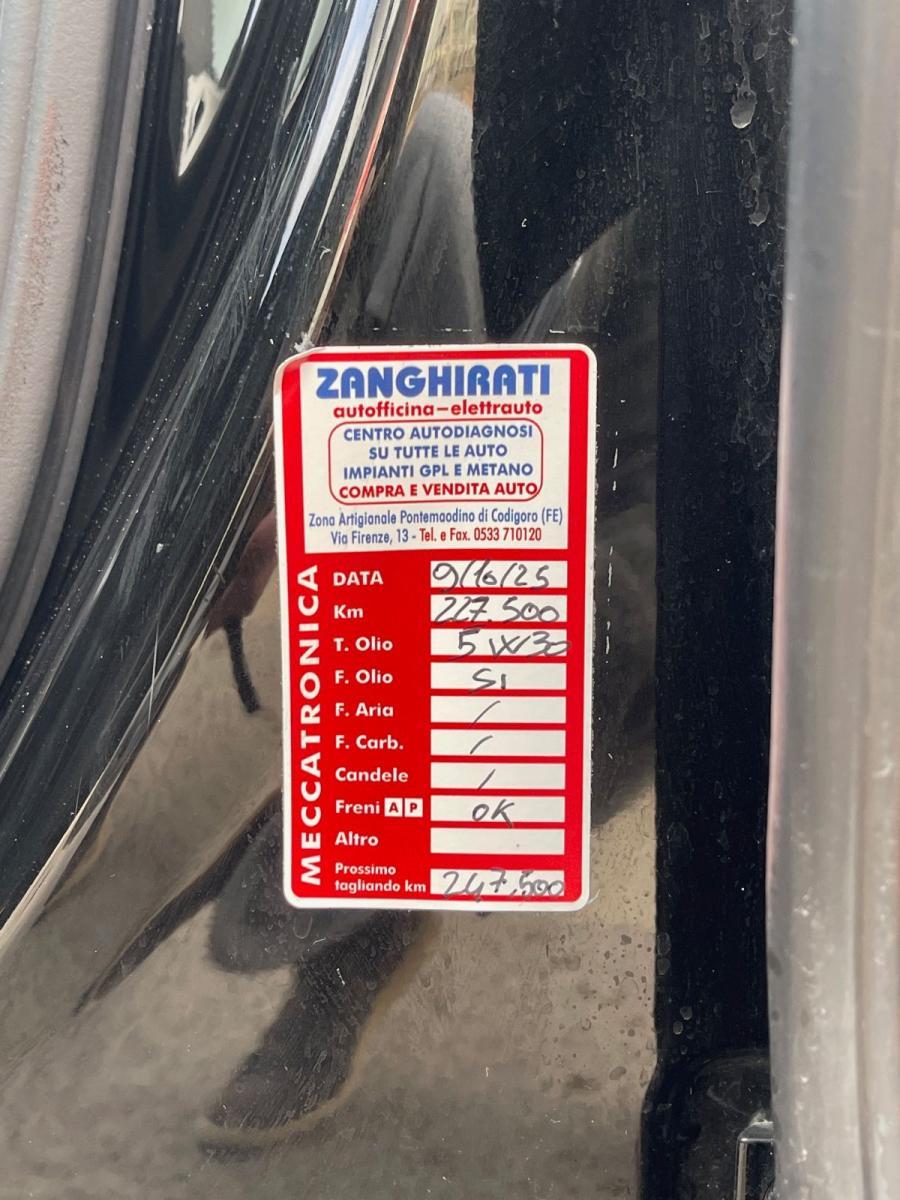 ZANGHIRATI
autofficina-elettrauto
CENTRO AUTODIAGNOSI
SU TUTTE LE AUTO
IMPIANTI GPL E METANO
COMPRA E VENDITA AUTO
Zona Artigianale Pontemaodino di Codigoro (FE)
Via Firenze, 13 - Tel. e Fax. 0533 710120
MECCATRONICA
DATA 9/10/25
Km 227.500
T. Olio 5W30
F. Olio SI
F. Aria /
F. Carb. /
Candele /
Freni A P OK
Altro
Prossimo
tagliando km 247.500